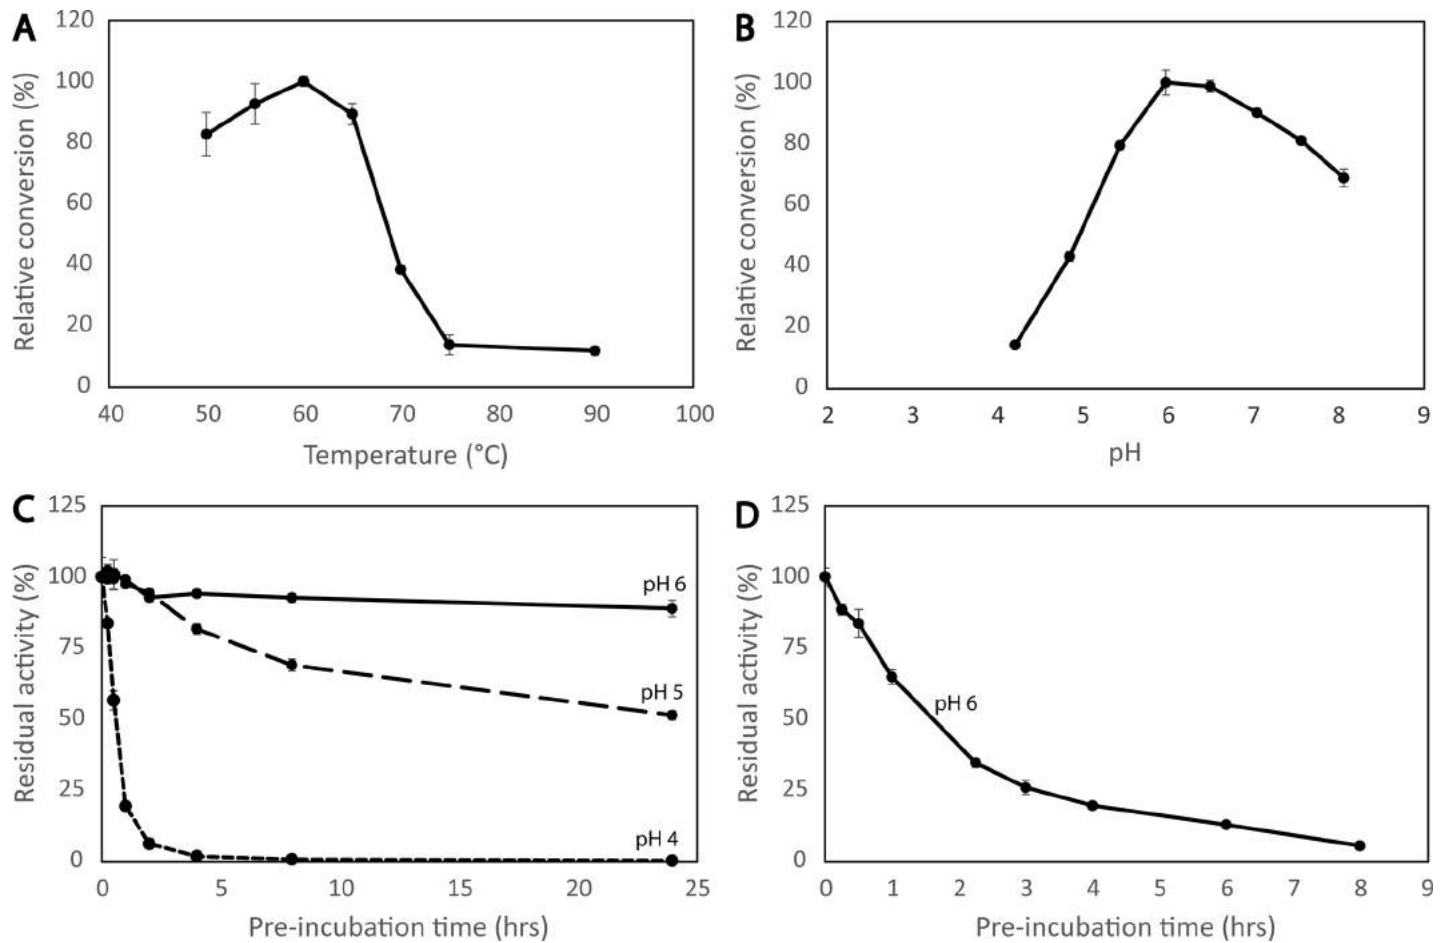 A
Relative conversion (%)
120
100
80
60
40
20
0
40 50 60 70 80 90 100
Temperature (°C)
B
Relative conversion (%)
120
100
80
60
40
20
0
2 3 4 5 6 7 8 9
pH
C
Residual activity (%)
125
100
75
50
25
0
pH 6
pH 5
pH 4
0 5 10 15 20 25
Pre-incubation time (hrs)
D
Residual activity (%)
125
100
75
50
25
0
pH 6
0 1 2 3 4 5 6 7 8 9
Pre-incubation time (hrs)